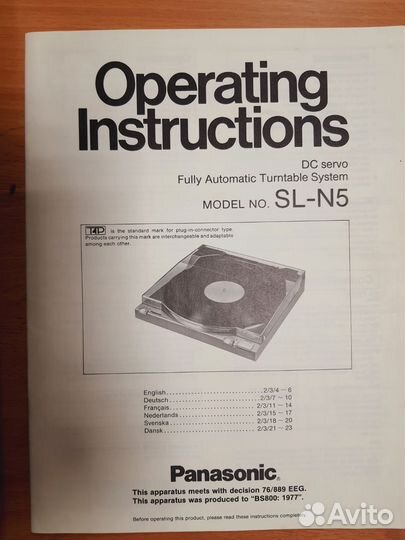 Operating
Instructions
DC servo
Fully Automatic Turntable System
MODEL NO. SL-N5
T4P is the standard mark for plug-in-connector type.
Products carrying this mark are interchangeable and adaptable
among each other.
English 2/3/4 – 6
Deutsch 2/3/7 – 10
Français 2/3/11 – 14
Nederlands 2/3/15 – 17
Svenska 2/3/18 – 20
Dansk 2/3/21 – 23
Panasonic®
This apparatus meets with decision 76/889 EEG.
This apparatus was produced to "BS800: 1977".
Before operating this product, please read these instructions
Avito